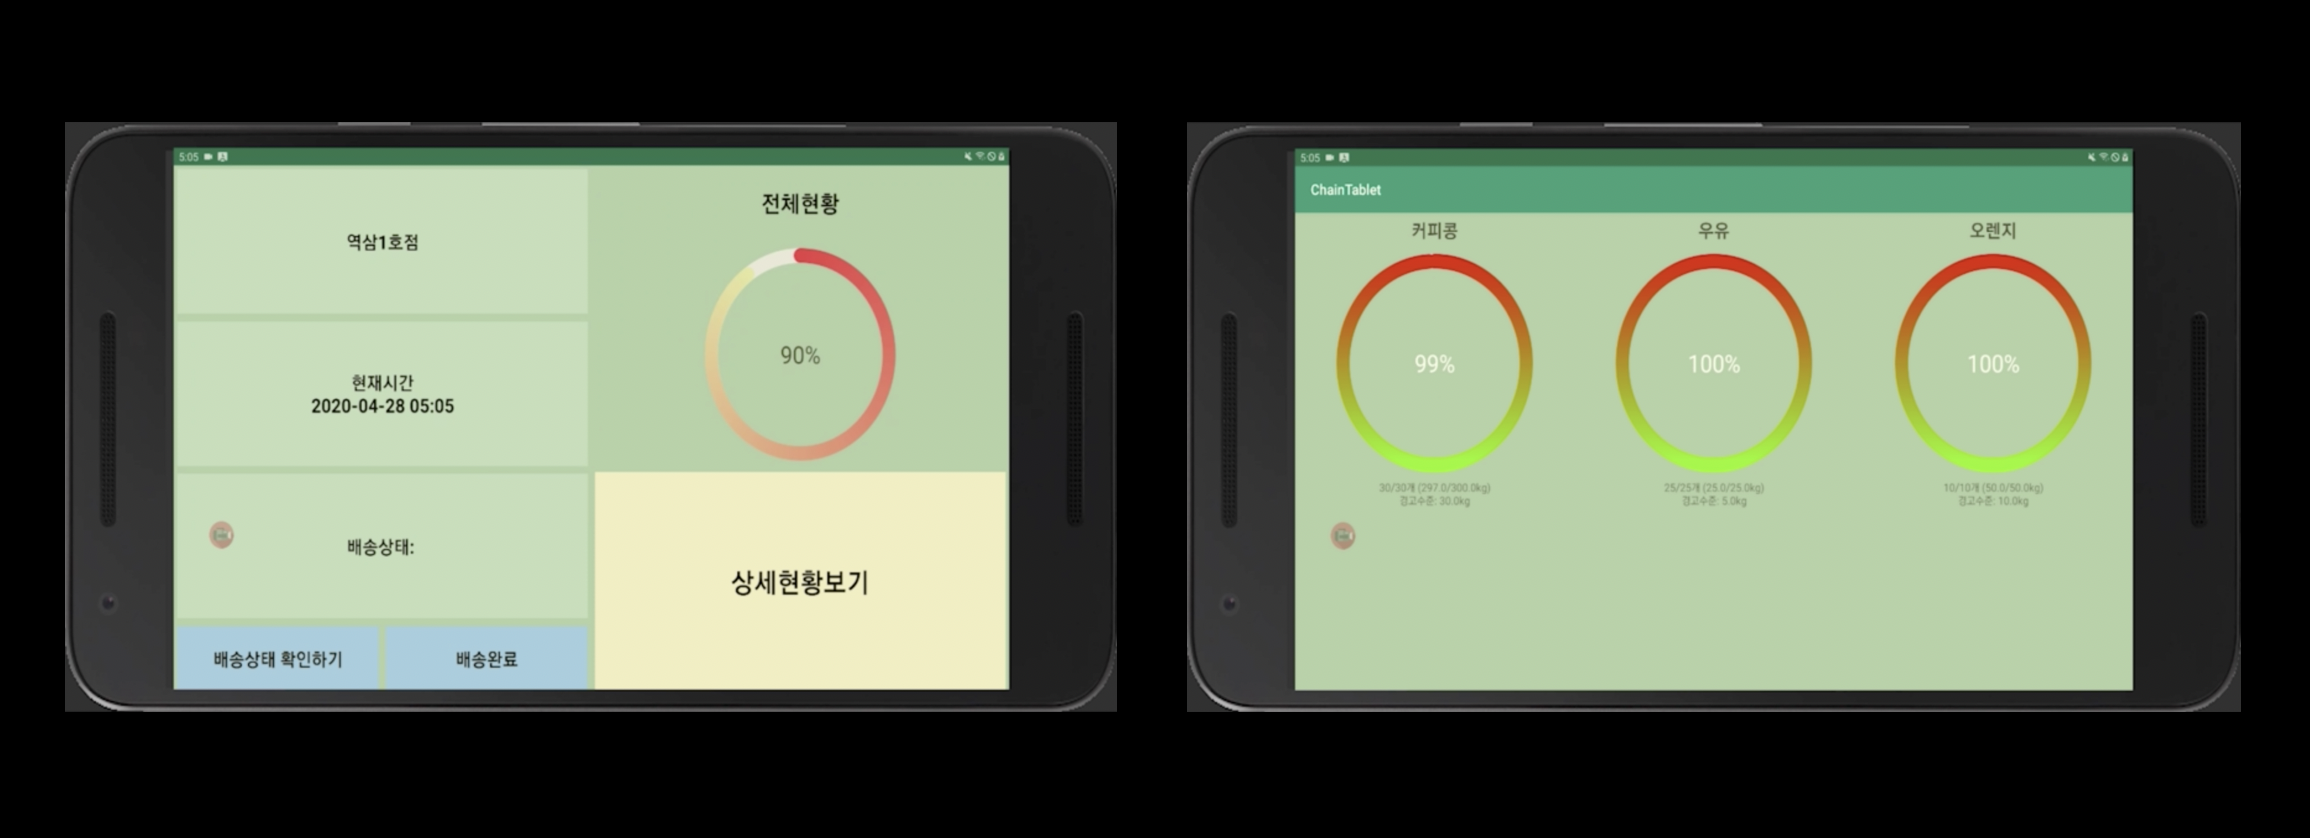 5:05
역삼1호점
현재시간
2020-04-28 05:05
배송상태:
배송상태 확인하기
배송완료
전체현황
90%
상세현황보기
5:05
ChainTablet
커피콩
99%
30/30개 (297.0/300.0kg)
경고수준: 30.0kg
우유
100%
25/25개 (25.0/25.0kg)
경고수준: 5.0kg
오렌지
100%
10/10개 (50.0/50.0kg)
경고수준: 10.0kg